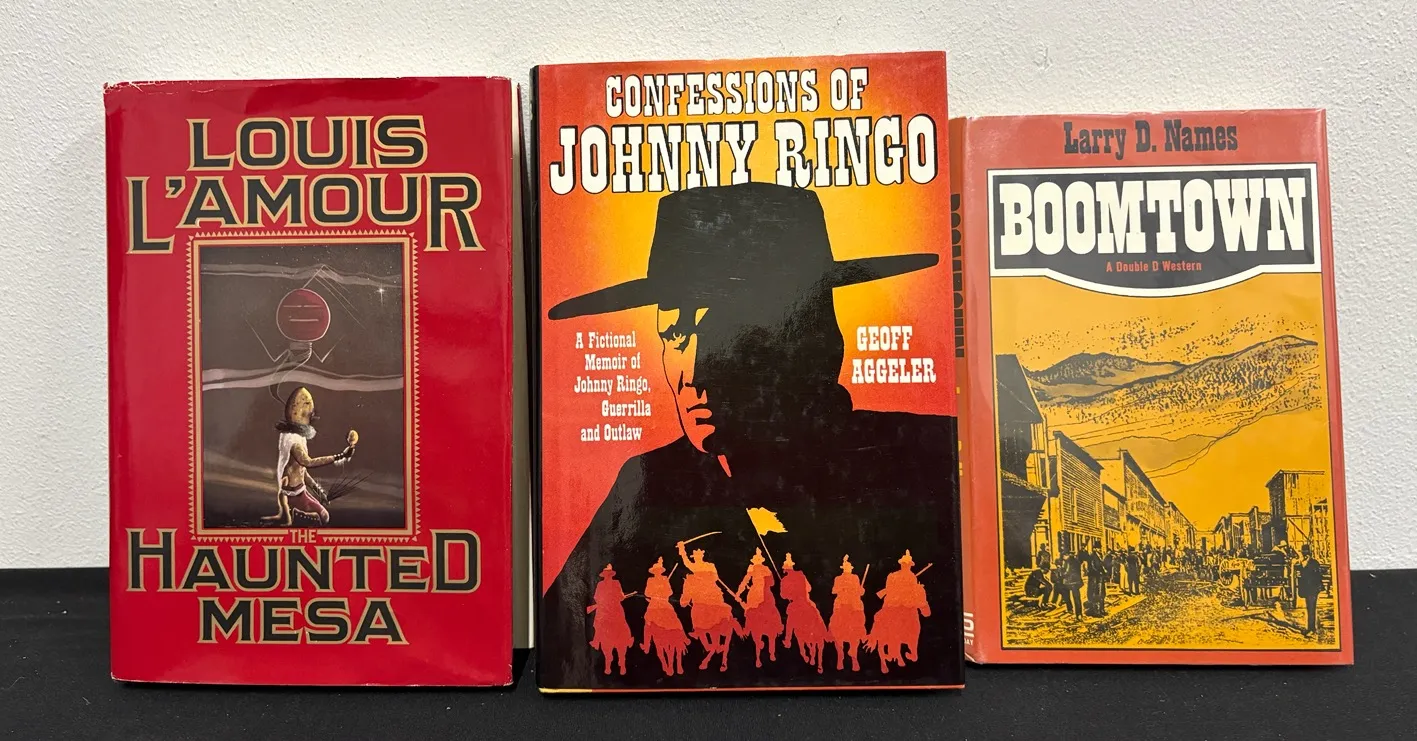 LOUIS
L'AMOUR
THE
HAUNTED
MESA
CONFESSIONS OF
JOHNNY RINGO
A Fictional
Memoir of
Johnny Ringo,
Guerrilla
and Outlaw
GEOFF
AGGELER
Larry D. Names
BOOMTOWN
A Double D Western